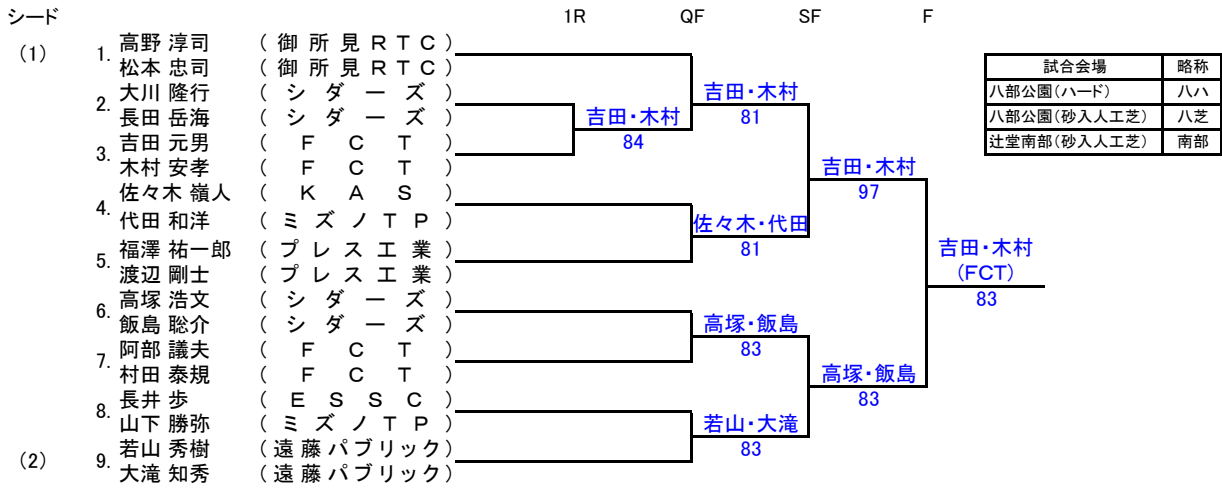 シード 1R QF SF F
(1) 1. 高野 淳司 (御所見RTC)
松本 忠司 (御所見RTC)
2. 大川 隆行 (シダーズ)
長田 岳海 (シダーズ)
3. 吉田 元男 (FCT)
木村 安孝 (FCT)
4. 佐々木 嶺人 (KAS)
代田 和洋 (ミズノTP)
5. 福澤 祐一郎 (プレス工業)
渡辺 剛士 (プレス工業)
6. 高塚 浩文 (シダーズ)
飯島 聡介 (シダーズ)
7. 阿部 議夫 (FCT)
村田 泰規 (FCT)
8. 長井 歩 (ESSC)
山下 勝弥 (ミズノTP)
(2) 9. 若山 秀樹 (遠藤パブリック)
大滝 知秀 (遠藤パブリック)
吉田・木村
84
吉田・木村
81
佐々木・代田
81
高塚・飯島
83
若山・大滝
83
吉田・木村
97
高塚・飯島
83
吉田・木村
(FCT)
83
試合会場 略称
八部公園(ハード) 八ハ
八部公園(砂入人工芝) 八芝
辻堂南部(砂入人工芝) 南部